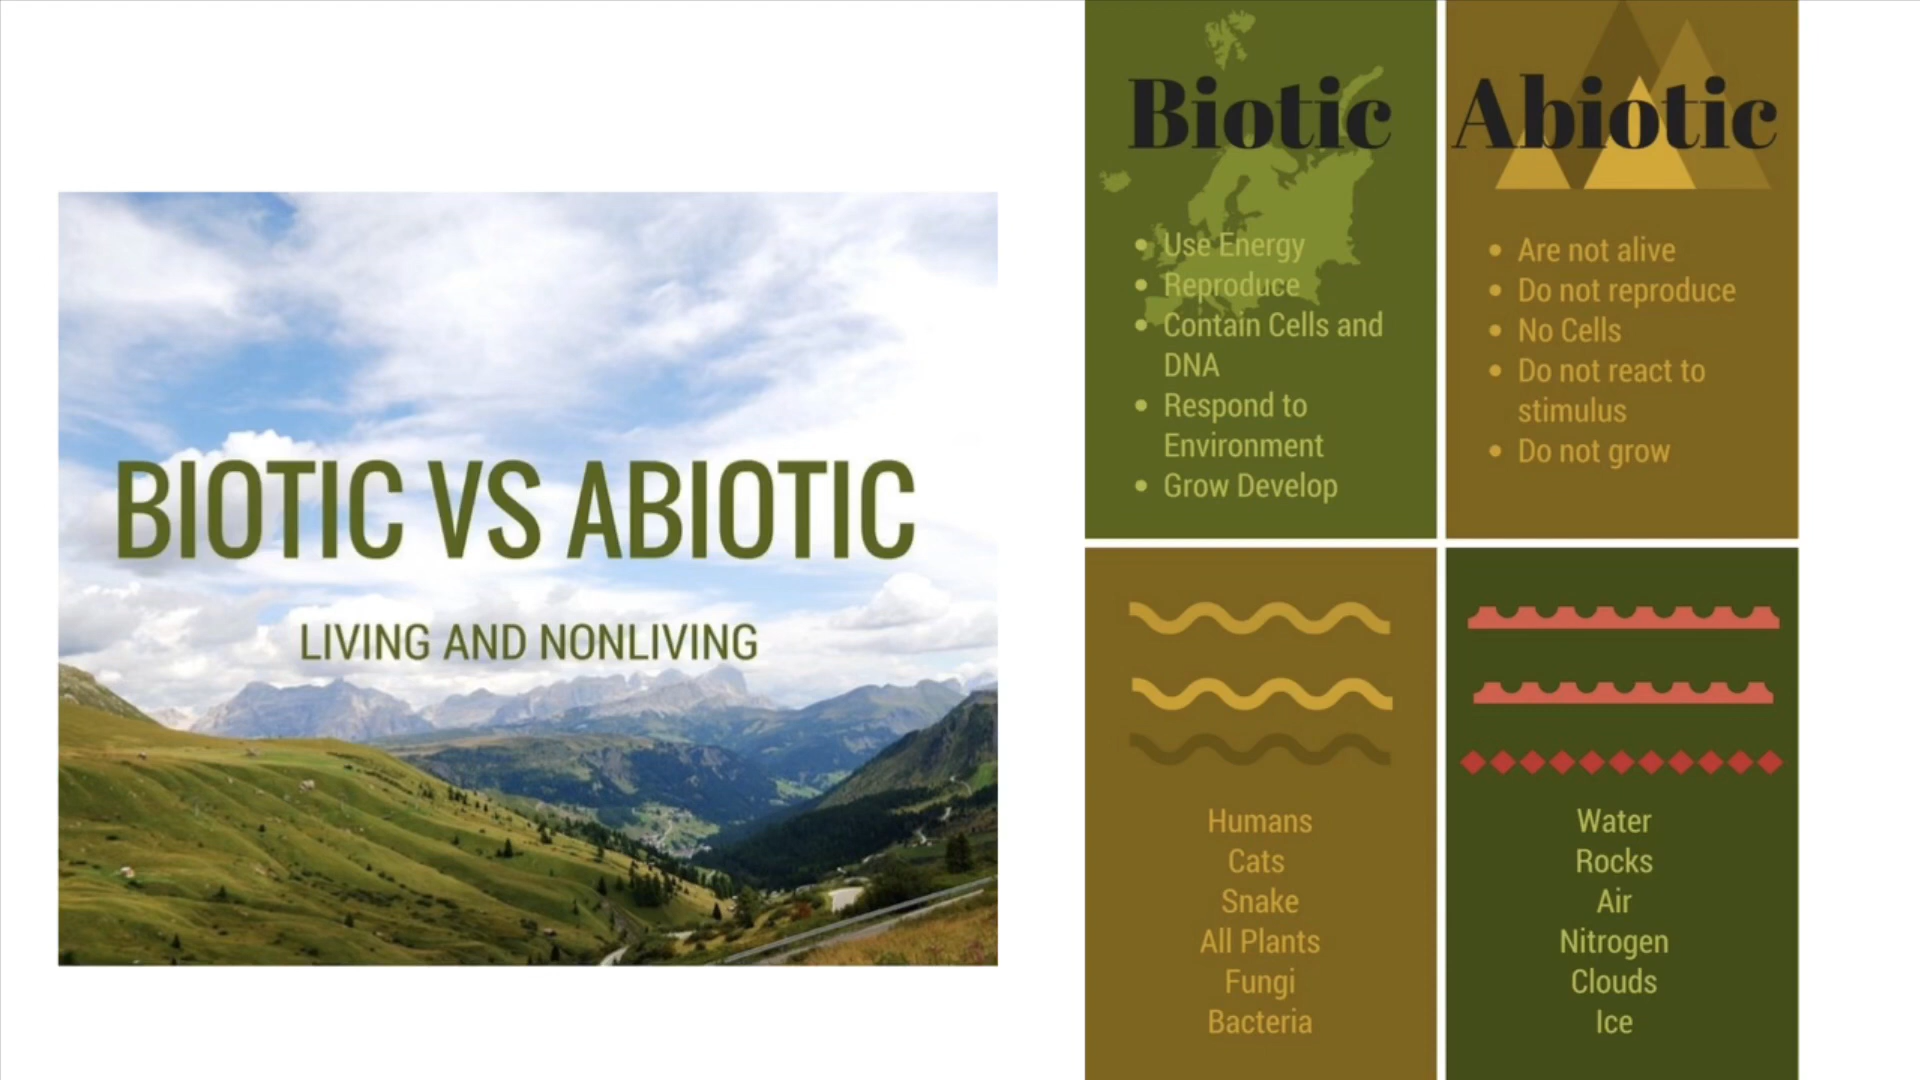 BIOTIC VS ABIOTIC
LIVING AND NONLIVING
Biotic
Use Energy
Reproduce
Contain Cells and
DNA
Respond to
Environment
Grow Develop
Abiotic
Are not alive
Do not reproduce
No Cells
Do not react to
stimulus
Do not grow
Humans
Cats
Snake
All Plants
Fungi
Bacteria
Water
Rocks
Air
Nitrogen
Clouds
Ice